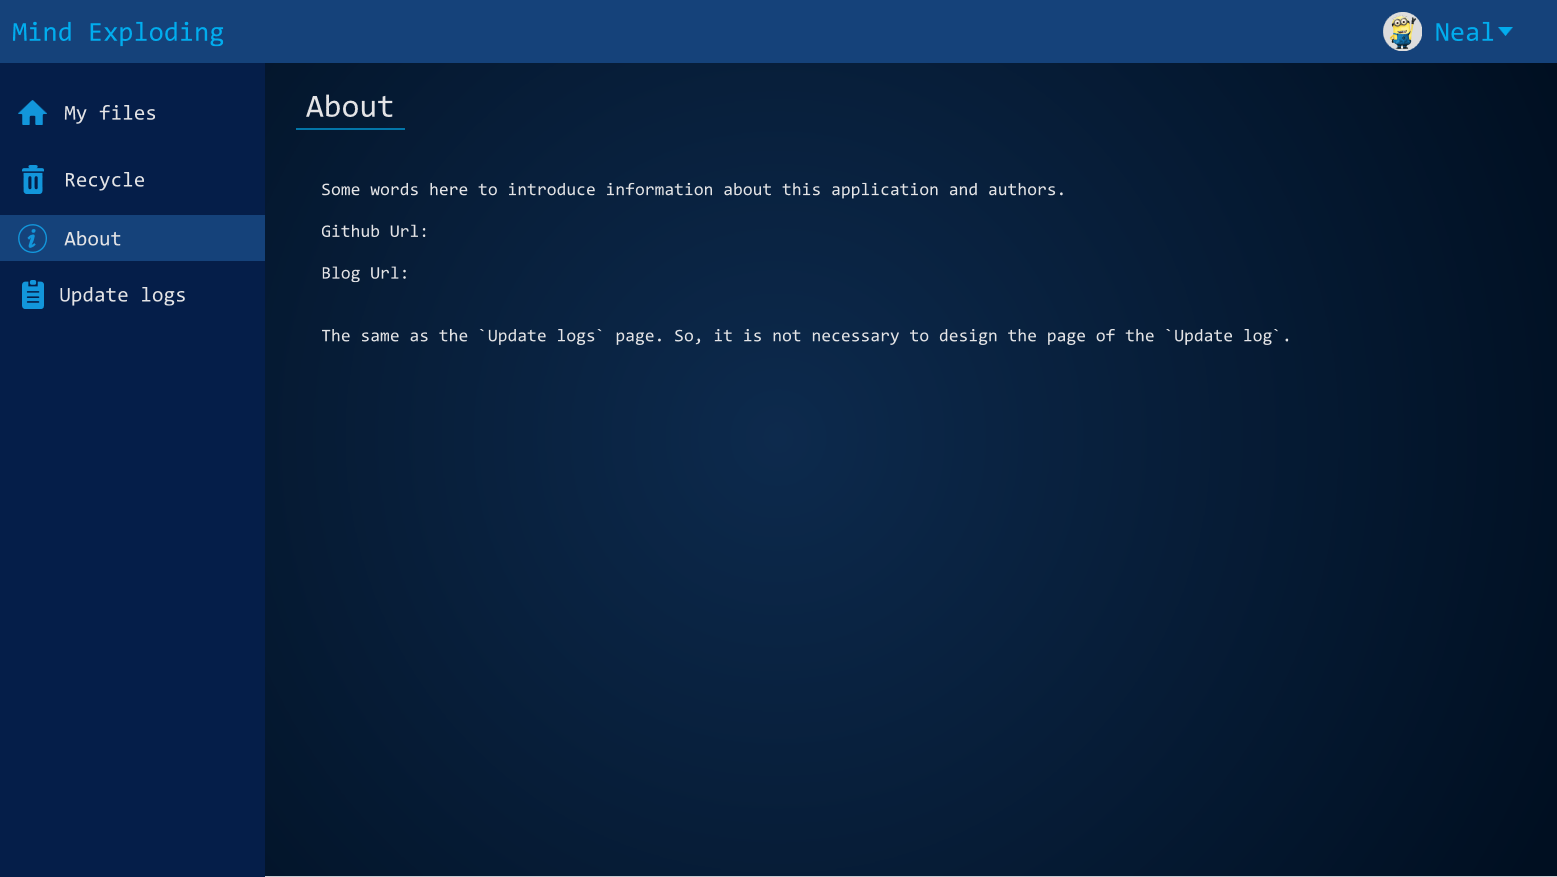 Mind Exploding
Neal
My files
Recycle
About
Update logs
About
Some words here to introduce information about this application and authors.
Github Url:
Blog Url:
The same as the `Update logs` page. So, it is not necessary to design the page of the `Update log`.